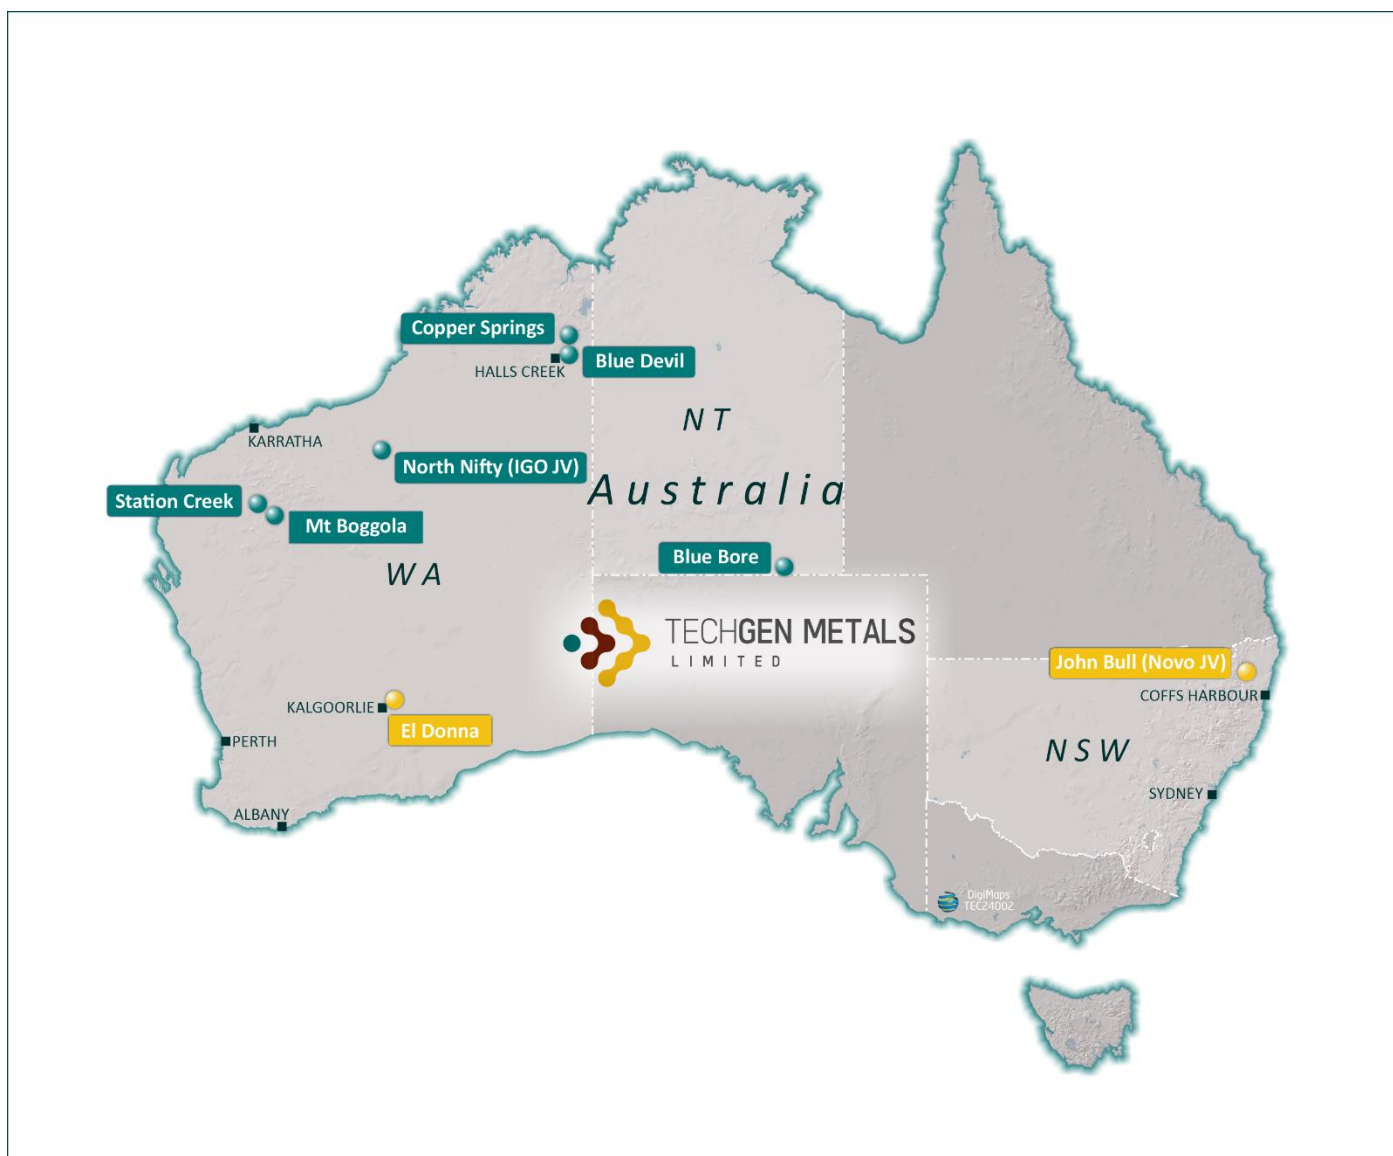 Copper Springs
Blue Devil
HALLS CREEK
NT
KARRATHA
North Nifty (IGO JV)
Australia
Station Creek
Mt Boggola
Blue Bore
WA
TECHGEN METALS
LIMITED
John Bull (Novo JV)
COFFS HARBOUR
KALGOORLIE
El Donna
PERTH
NSW
SYDNEY
ALBANY
DigiMaps
TEC24002